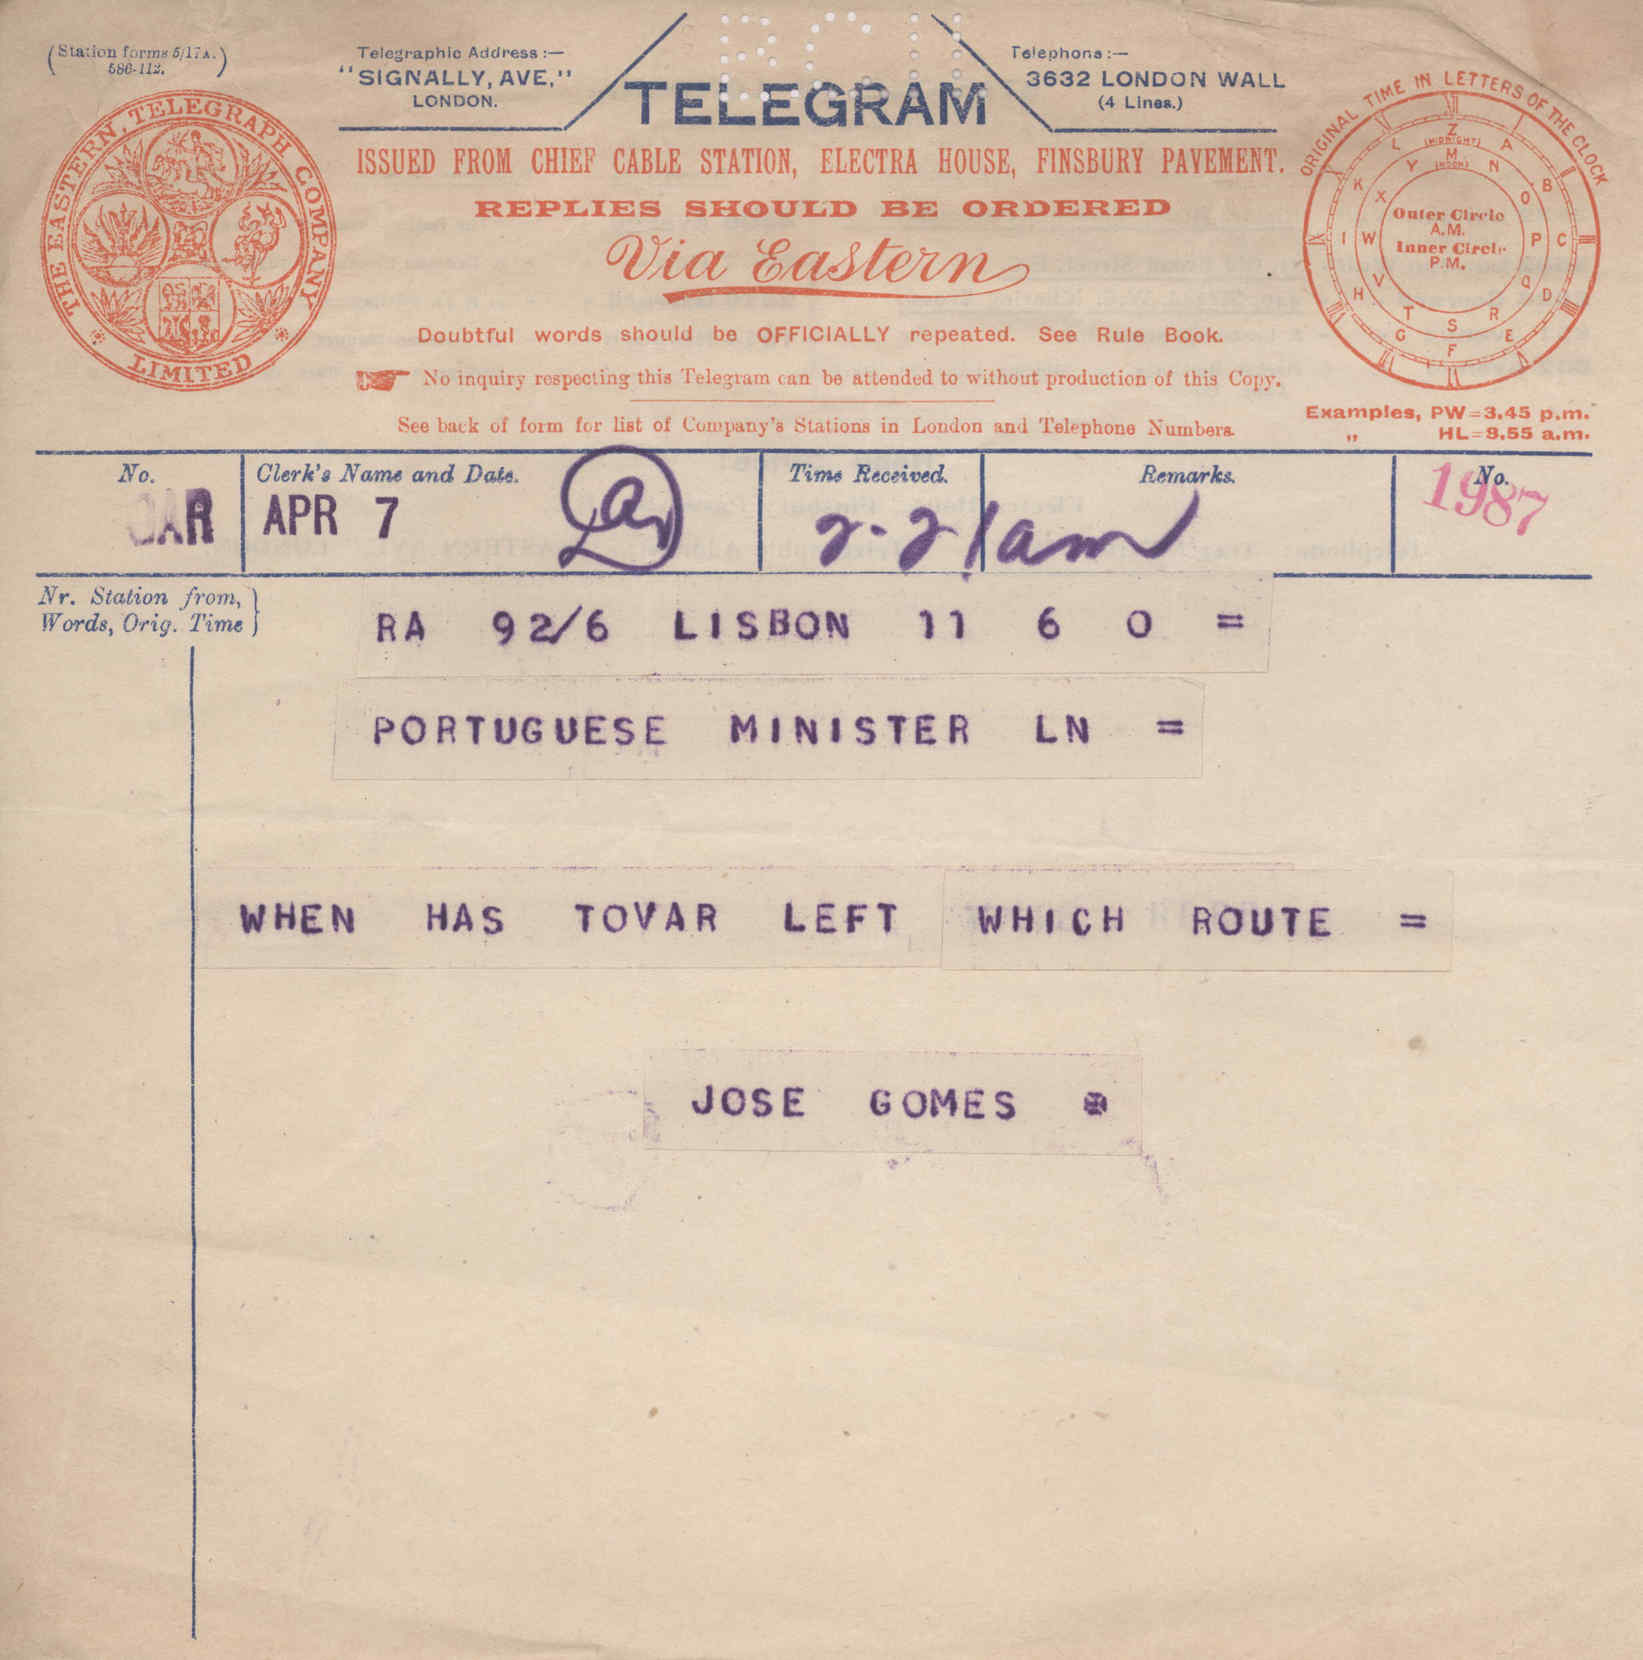 (Station forms 5/17A.)
586-112.
Telegraphic Address :—
"SIGNALLY, AVE,"
LONDON.
TELEGRAM
Telephone :—
3632 LONDON WALL
(4 Lines.)
THE EASTERN TELEGRAPH COMPANY
LIMITED
ISSUED FROM CHIEF CABLE STATION, ELECTRA HOUSE, FINSBURY PAVEMENT.
REPLIES SHOULD BE ORDERED
Via Eastern
Doubtful words should be OFFICIALLY repeated. See Rule Book.
No inquiry respecting this Telegram can be attended to without production of this Copy.
See back of form for list of Company's Stations in London and Telephone Numbers.
ORIGINAL TIME IN LETTERS OF THE CLOCK
Z
(MIDNIGHT)
A B C D E F G H I K L
M
(NOON)
N O P Q R S T V W X Y
Outer Circle
A.M.
Inner Circle
P.M.
Examples, PW=3.45 p.m.
„ HL=8.55 a.m.
No. Clerk's Name and Date. Time Received. Remarks. No.
APR 7 2.21am 1987
Nr. Station from,
Words, Orig. Time
RA 92/6 LISBON 11 6 0 =
PORTUGUESE MINISTER LN =
WHEN HAS TOVAR LEFT WHICH ROUTE =
JOSE GOMES